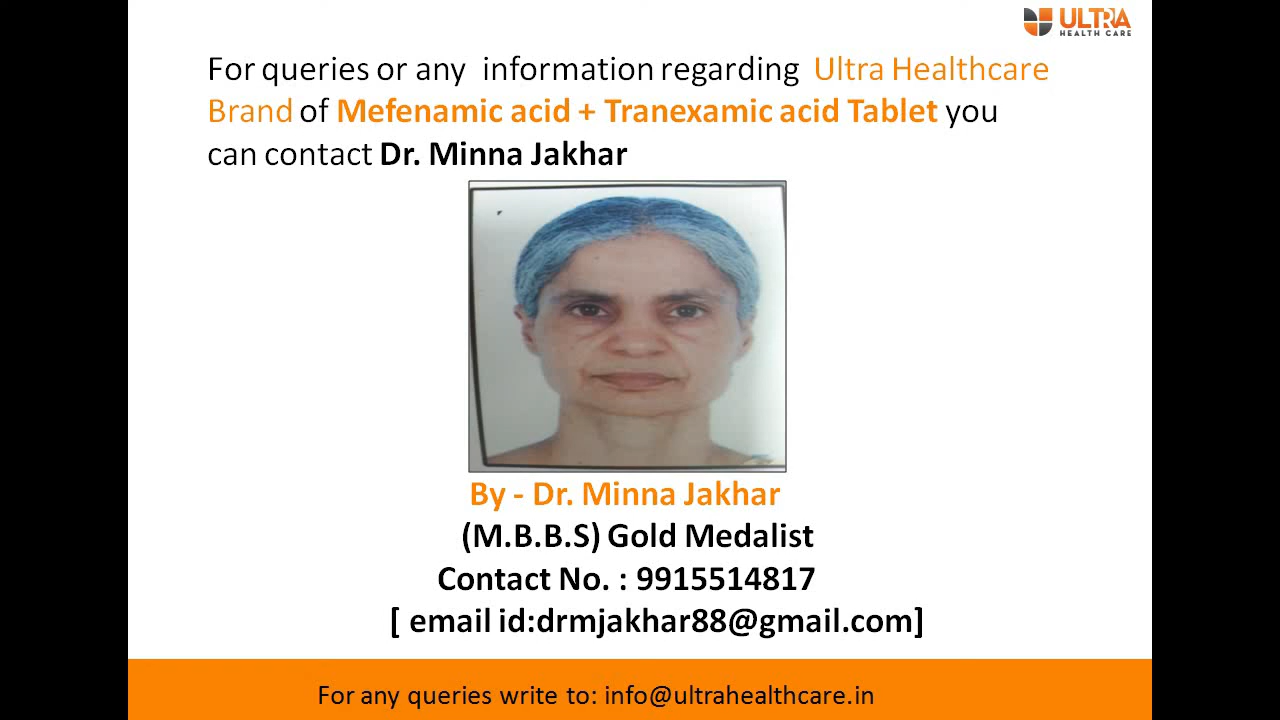 ULTRA
HEALTH CARE
For queries or any information regarding Ultra Healthcare
Brand of Mefenamic acid + Tranexamic acid Tablet you
can contact Dr. Minna Jakhar
By - Dr. Minna Jakhar
(M.B.B.S) Gold Medalist
Contact No. : 9915514817
[ email id:drmjakhar88@gmail.com]
For any queries write to: info@ultrahealthcare.in